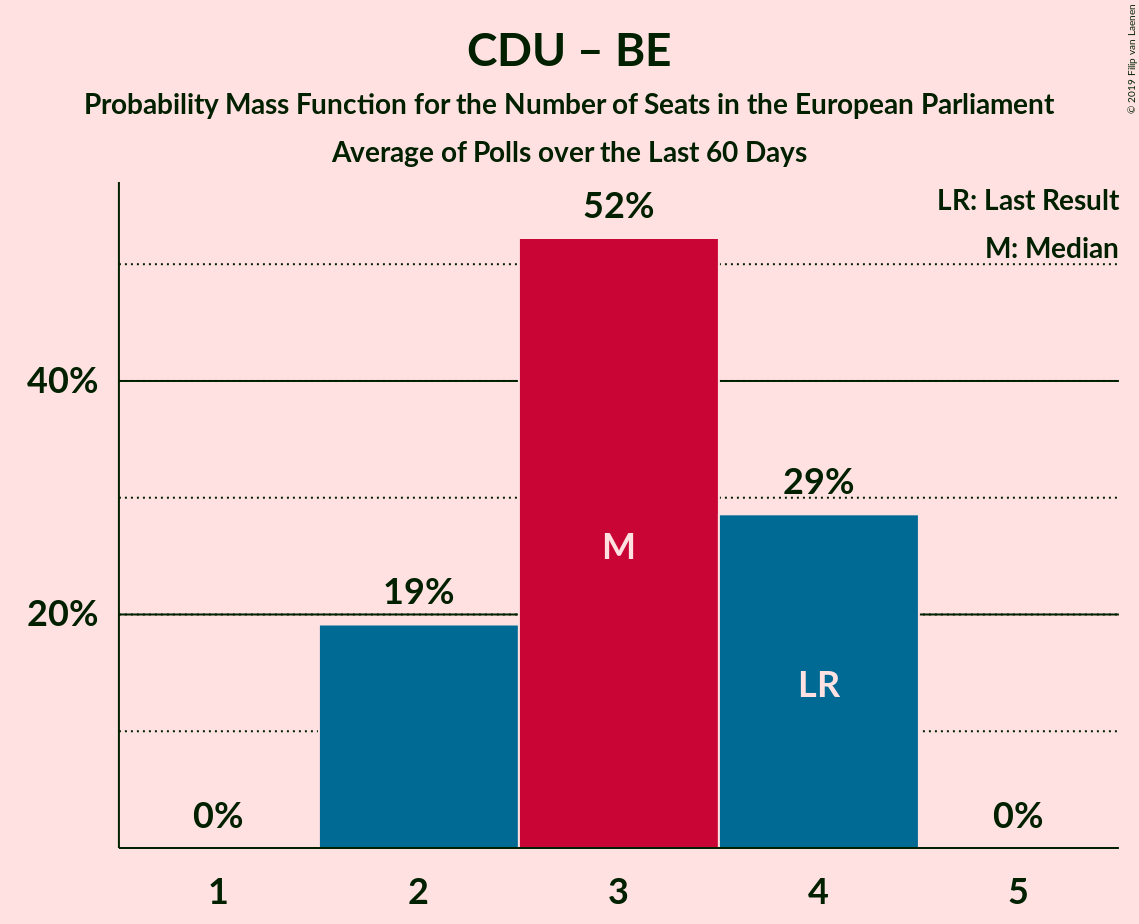 CDU – BE
Probability Mass Function for the Number of Seats in the European Parliament
Average of Polls over the Last 60 Days
© 2019 Filip van Laenen
LR: Last Result
M: Median
52%
40%
29%
M
19%
20%
LR
0%
0%
1 2 3 4 5